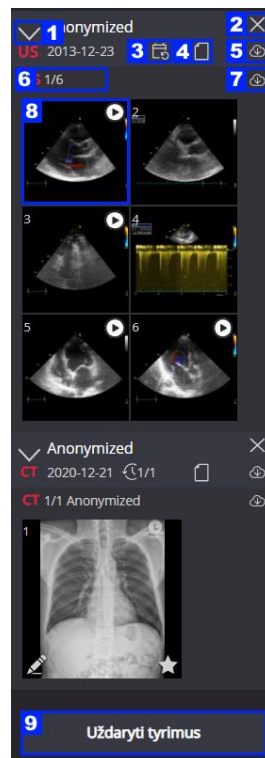 1 nonymized 2
US 2013-12-23 3 4 5
6 1/6 7
8 2
3 4
5 6
Anonymized
CT 2020-12-21 1/1
CT 1/1 Anonymized
1
9 Uždaryti tyrimus